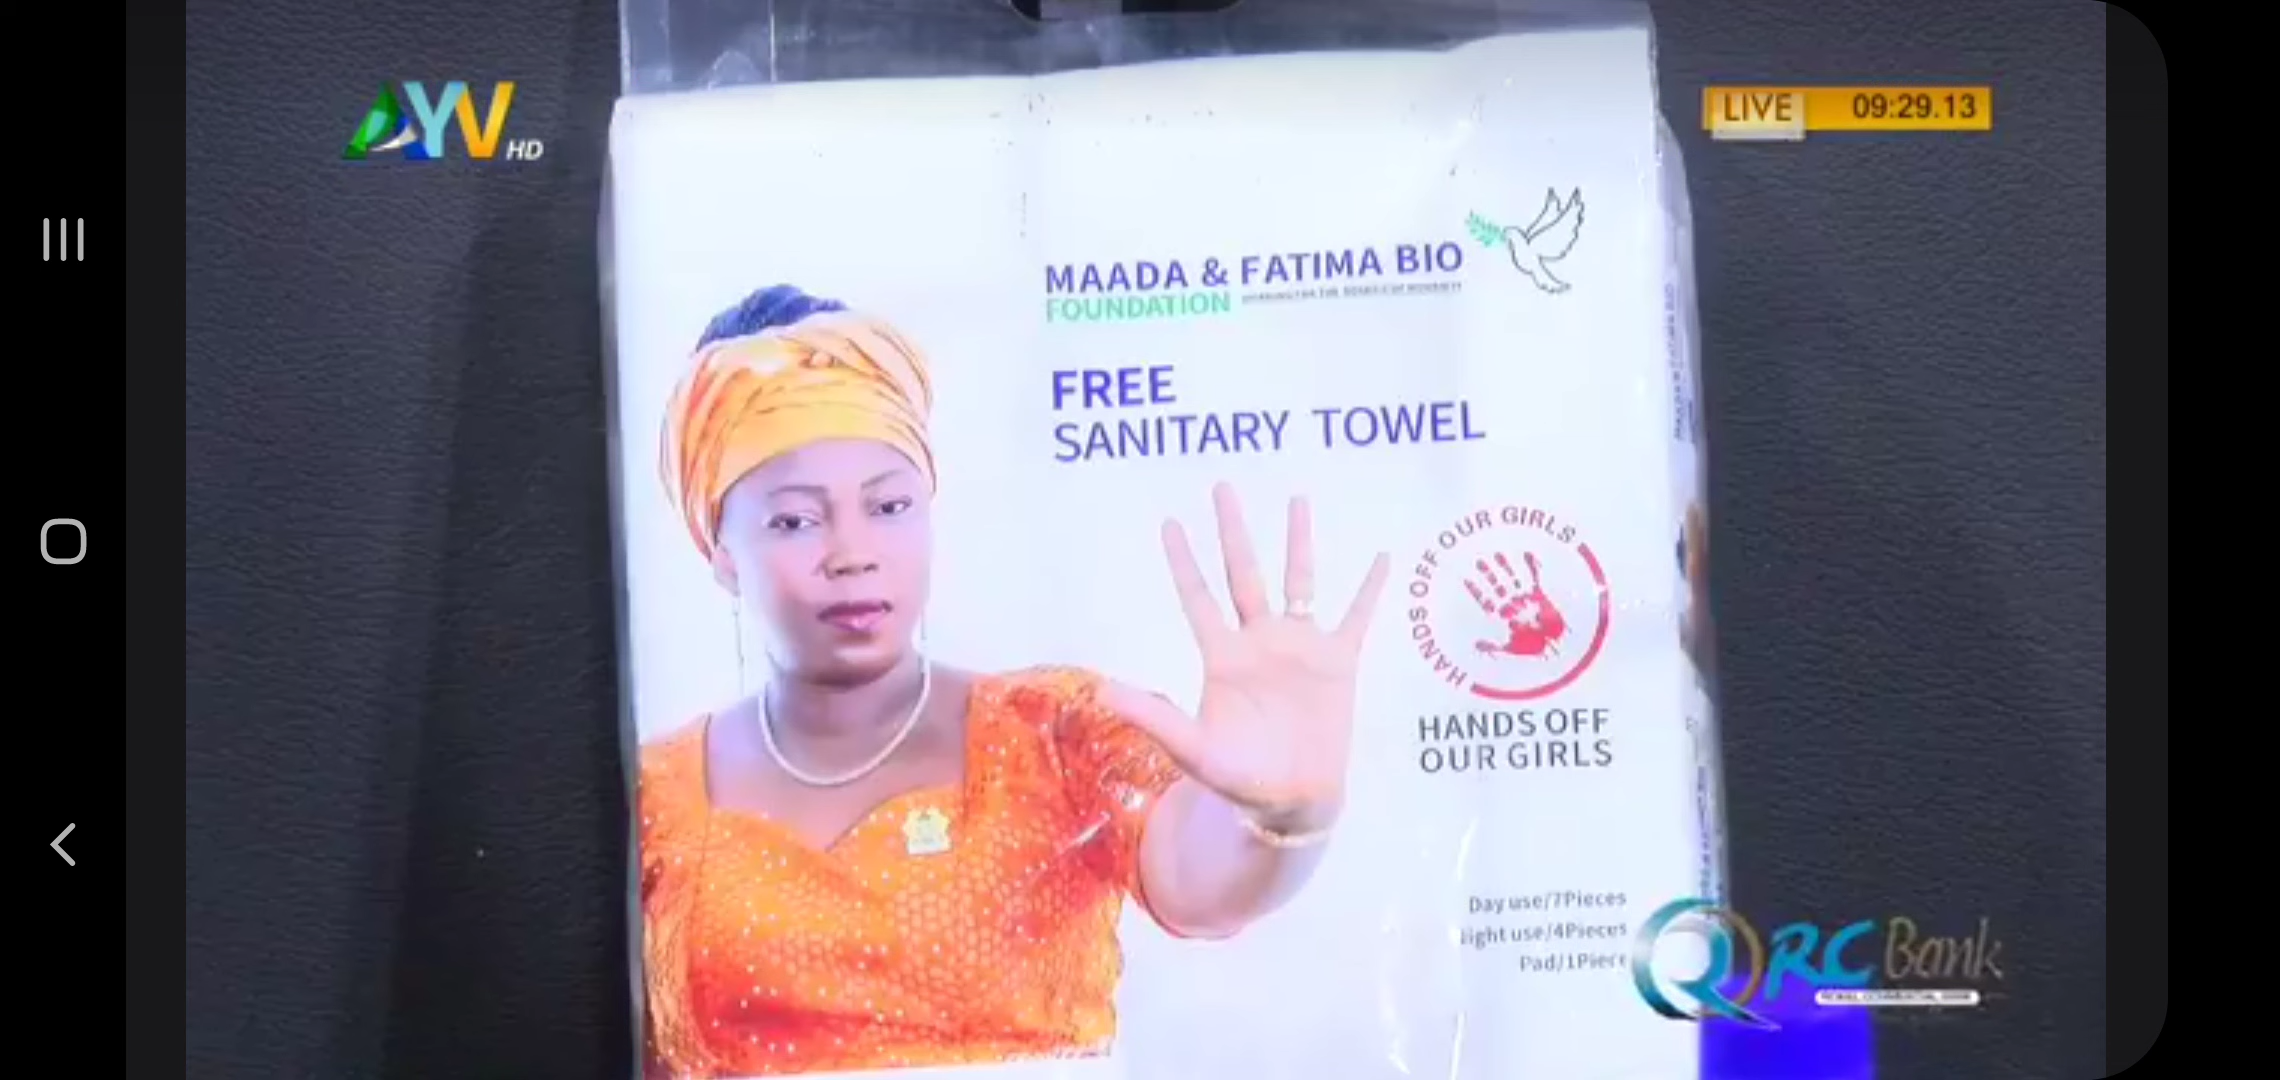 AYV HD
LIVE 09:29.13
MAADA & FATIMA BIO
FOUNDATION
FREE
SANITARY TOWEL
HANDS OFF OUR GIRLS
HANDS OFF
OUR GIRLS
Day use/7Pieces
ight use/4Pieces
Pad/1Piece
RC Bank